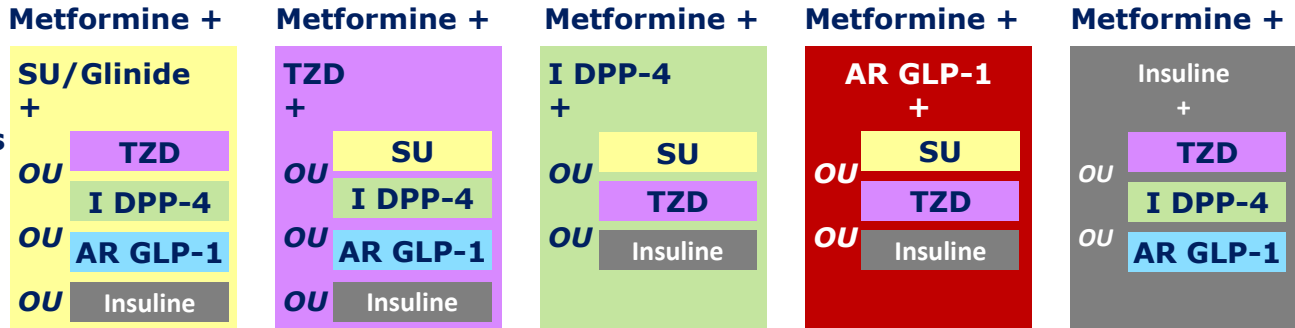 Metformine +
SU/Glinide
+
TZD
OU
I DPP-4
OU
AR GLP-1
OU
Insuline
Metformine +
TZD
+
SU
OU
I DPP-4
OU
AR GLP-1
OU
Insuline
Metformine +
I DPP-4
+
SU
OU
TZD
OU
Insuline
Metformine +
AR GLP-1
+
SU
OU
TZD
OU
Insuline
Metformine +
Insuline
+
TZD
OU
I DPP-4
OU
AR GLP-1